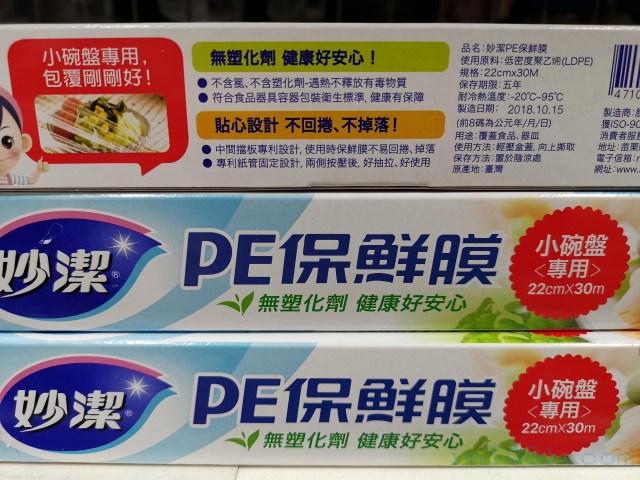 小碗盤專用,
包覆剛剛好!
無塑化劑 健康好安心!
● 不含氯、不含塑化劑-遇熱不釋放有毒物質
● 符合食品器具容器包裝衛生標準, 健康有保障
貼心設計 不回捲、不掉落!
● 中間擋板專利設計, 使用時保鮮膜不易回捲、掉落
● 專利紙管固定設計, 兩側按壓後, 好抽拉、好使用
品名:妙潔PE保鮮膜
使用原料:低密度聚乙烯(LDPE)
規格:22cmx30M
保存期限:五年
耐冷熱溫度:-20℃~95℃
製造日期: 2018.10.15
(前8碼為公元年/月/日)
用途:覆蓋食品、器皿
使用方法:輕壓盒蓋, 向上撕取
保存方法:置於陰涼處
原產地:臺灣
4710
製造商:
獲ISO-90
消費者服
地址:苗栗
電子信箱:
網址:www.
妙潔®
PE保鮮膜
無塑化劑 健康好安心
小碗盤
<專用>
22cmX30m
妙潔®
PE保鮮膜
無塑化劑 健康好安心
小碗盤
<專用>
22cmX30m